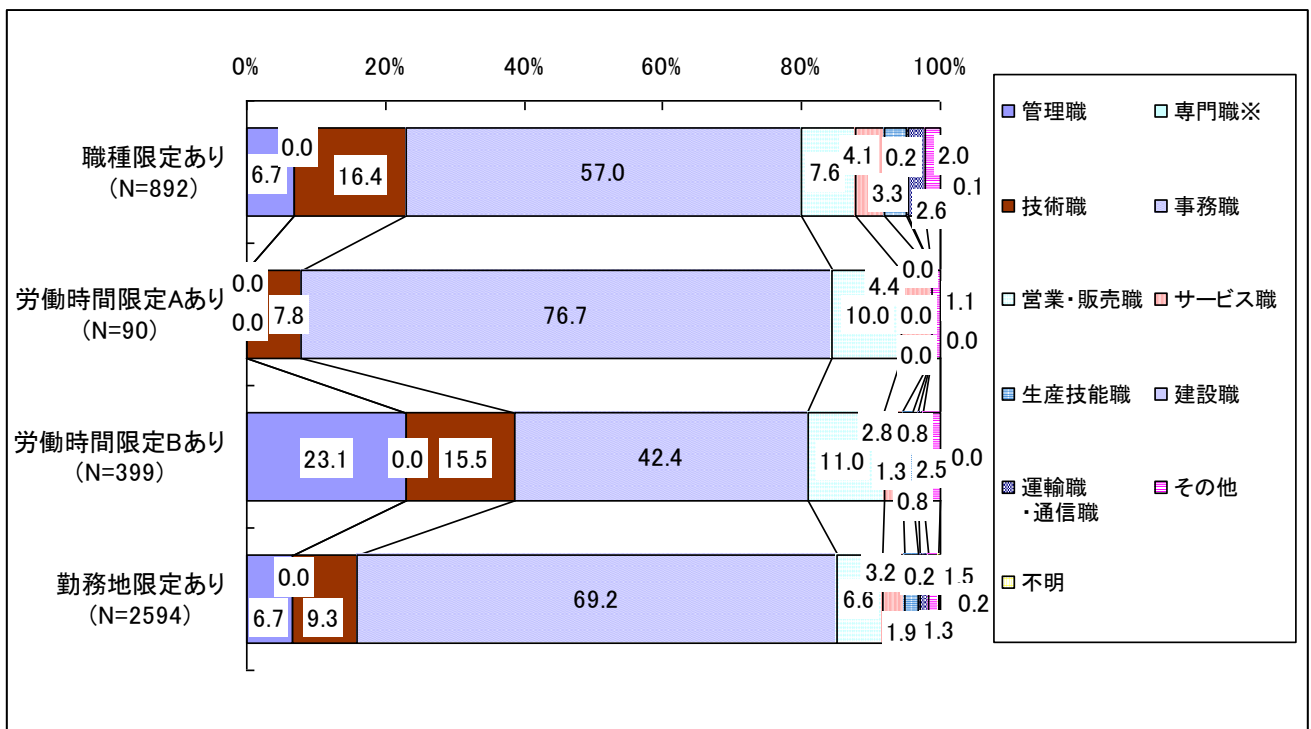 0% 20% 40% 60% 80% 100%
職種限定あり
(N=892)
6.7 0.0 16.4 57.0 7.6 4.1 3.3 0.2 2.6 2.0 0.1
労働時間限定Aあり
(N=90)
0.0 0.0 7.8 76.7 10.0 4.4 0.0 0.0 0.0 1.1 0.0
労働時間限定Bあり
(N=399)
23.1 0.0 15.5 42.4 11.0 2.8 1.3 0.8 0.8 2.5 0.0
勤務地限定あり
(N=2594)
6.7 0.0 9.3 69.2 6.6 3.2 1.9 0.2 1.3 1.5 0.2
管理職 専門職※
技術職 事務職
営業・販売職 サービス職
生産技能職 建設職
運輸職 その他
・通信職
不明